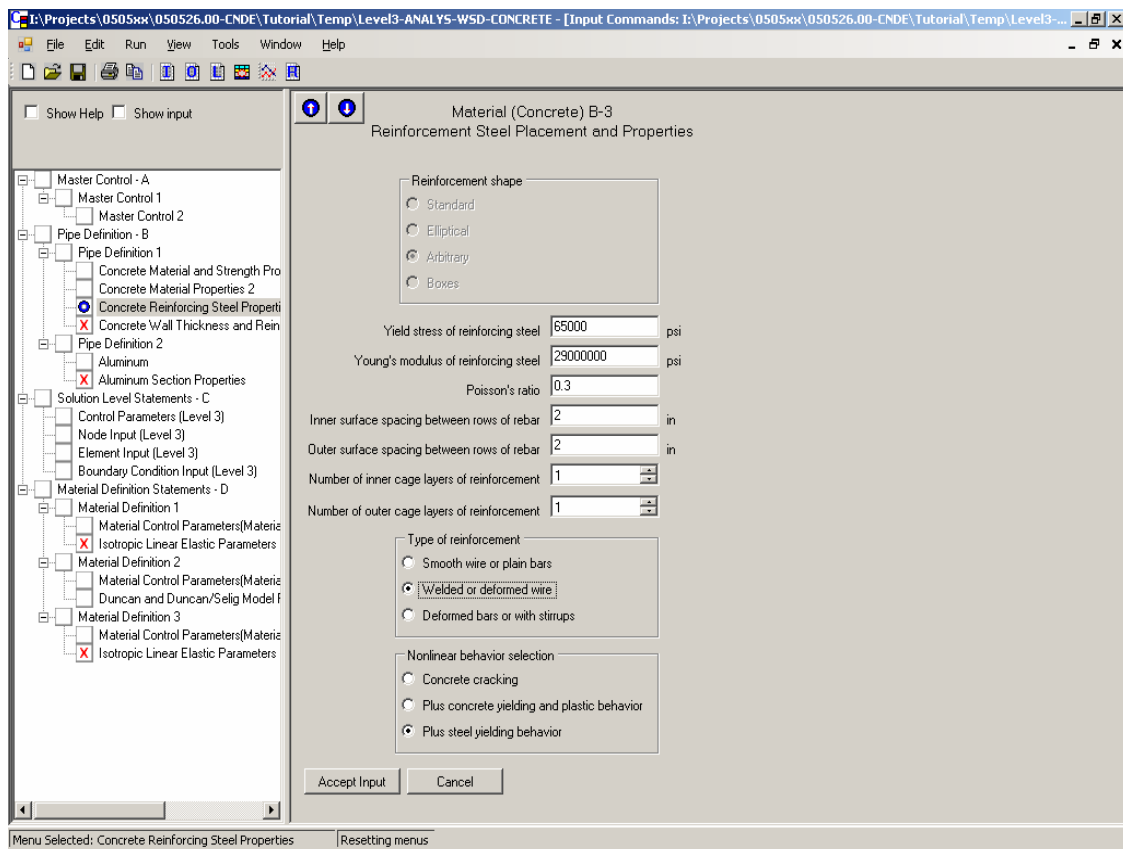 I:\Projects\0505xx\050526.00-CNDE\Tutorial\Temp\Level3-ANALYS-WSD-CONCRETE - [Input Commands: I:\Projects\0505xx\050526.00-CNDE\Tutorial\Temp\Level3-...
File Edit Run View Tools Window Help
Show Help Show input
Master Control - A
Master Control 1
Master Control 2
Pipe Definition - B
Pipe Definition 1
Concrete Material and Strength Pro
Concrete Material Properties 2
Concrete Reinforcing Steel Properti
Concrete Wall Thickness and Rein
Pipe Definition 2
Aluminum
Aluminum Section Properties
Solution Level Statements - C
Control Parameters (Level 3)
Node Input (Level 3)
Element Input (Level 3)
Boundary Condition Input (Level 3)
Material Definition Statements - D
Material Definition 1
Material Control Parameters(Materia
Isotropic Linear Elastic Parameters
Material Definition 2
Material Control Parameters(Materia
Duncan and Duncan/Selig Model
Material Definition 3
Material Control Parameters(Materia
Isotropic Linear Elastic Parameters
Material (Concrete) B-3
Reinforcement Steel Placement and Properties
Reinforcement shape
Standard
Elliptical
Arbitrary
Boxes
Yield stress of reinforcing steel 65000 psi
Young's modulus of reinforcing steel 29000000 psi
Poisson's ratio 0.3
Inner surface spacing between rows of rebar 2 in
Outer surface spacing between rows of rebar 2 in
Number of inner cage layers of reinforcement 1
Number of outer cage layers of reinforcement 1
Type of reinforcement
Smooth wire or plain bars
Welded or deformed wire
Deformed bars or with stirrups
Nonlinear behavior selection
Concrete cracking
Plus concrete yielding and plastic behavior
Plus steel yielding behavior
Accept Input Cancel
Menu Selected: Concrete Reinforcing Steel Properties Resetting menus